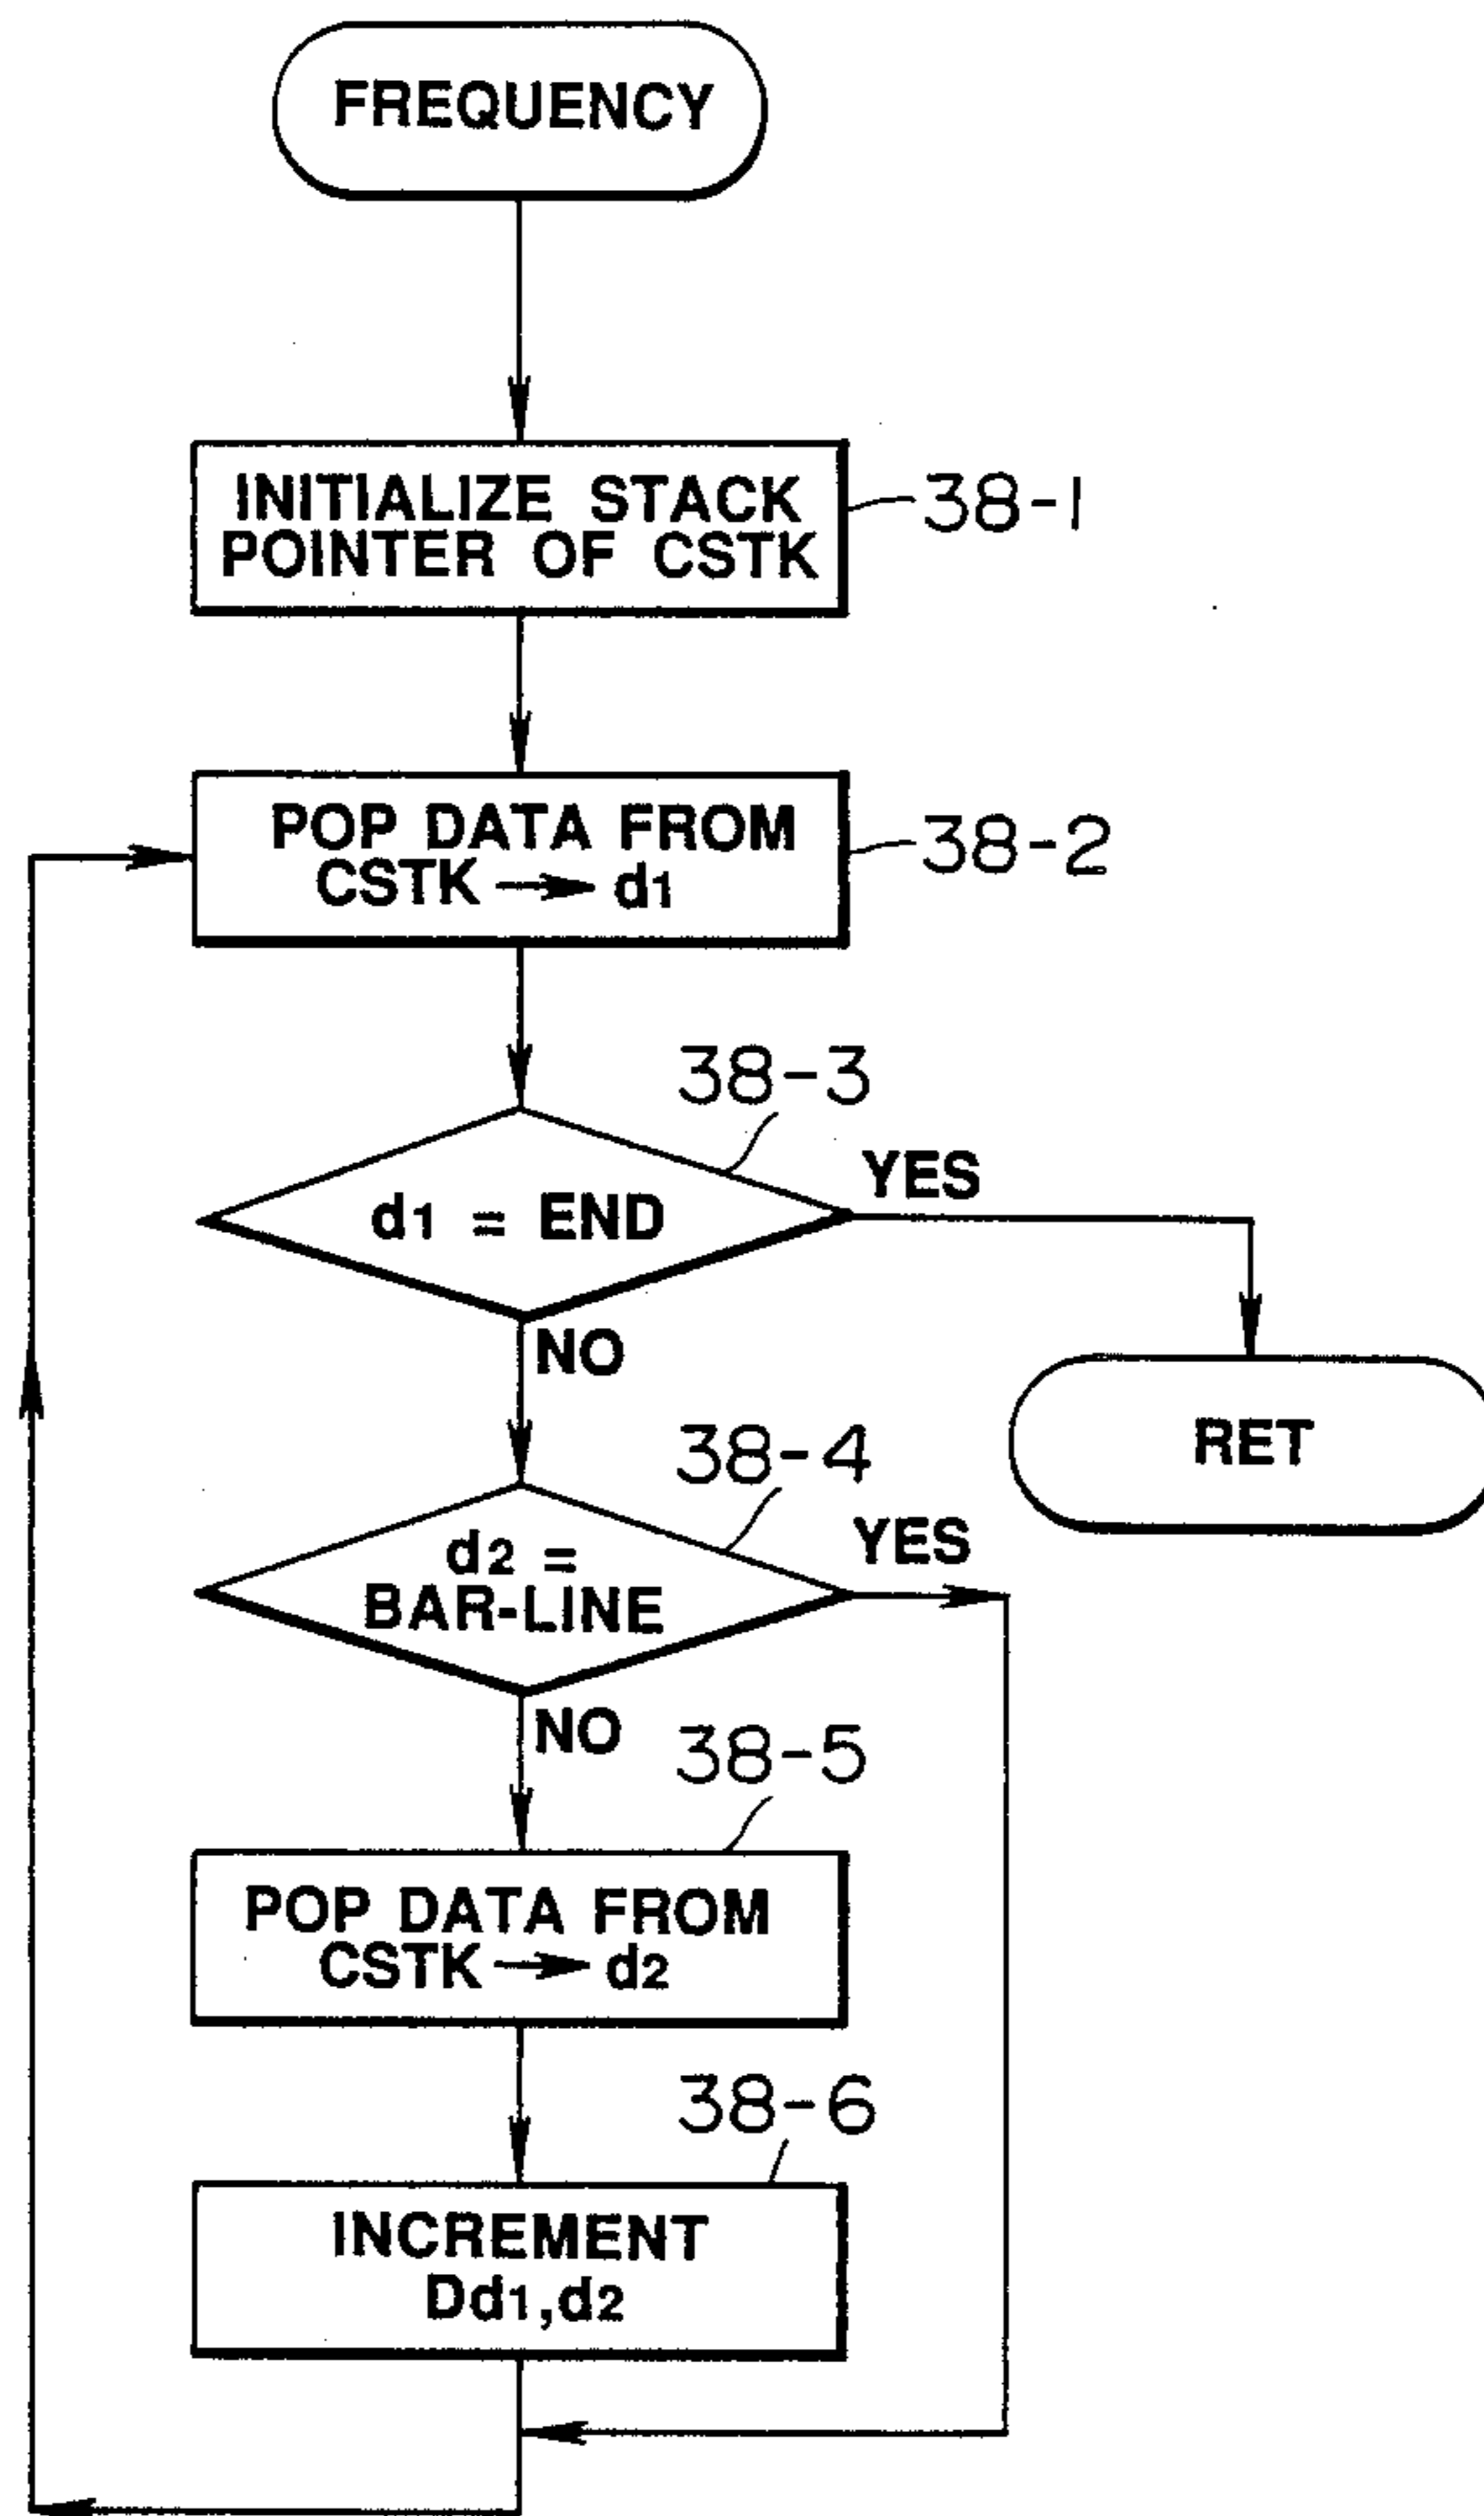 FREQUENCY
INITIALIZE STACK
POINTER OF CSTK
38-1
POP DATA FROM
CSTK → d1
38-2
38-3
d1 = END
YES
NO
RET
38-4
d2 =
BAR-LINE
YES
NO
38-5
POP DATA FROM
CSTK → d2
38-6
INCREMENT
Dd1,d2